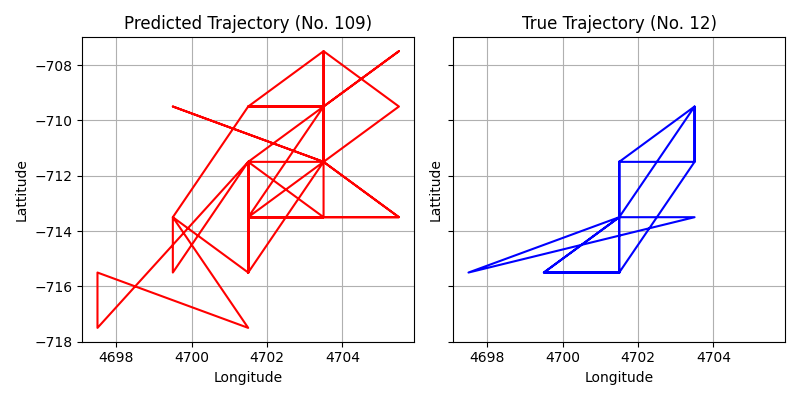 Predicted Trajectory (No. 109)
Lattitude
−708
−710
−712
−714
−716
−718
4698 4700 4702 4704
Longitude
True Trajectory (No. 12)
Lattitude
4698 4700 4702 4704
Longitude